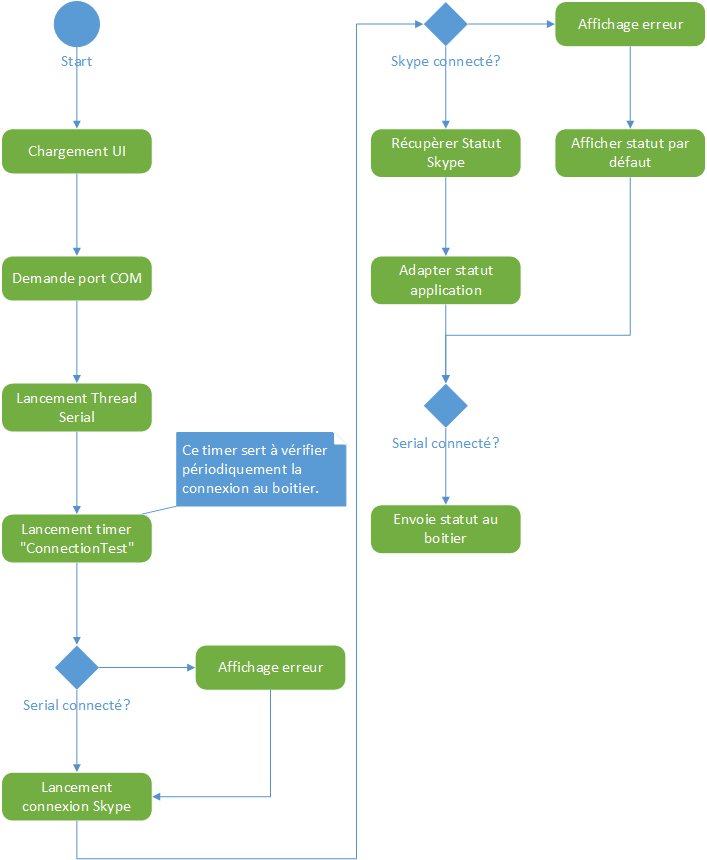 Start
Chargement UI
Demande port COM
Lancement Thread
Serial
Ce timer sert à vérifier
périodiquement la
connexion au boitier.
Lancement timer
"ConnectionTest"
Serial connecté?
Affichage erreur
Lancement
connexion Skype
Skype connecté?
Affichage erreur
Récupèrer Statut
Skype
Afficher statut par
défaut
Adapter statut
application
Serial connecté?
Envoie statut au
boitier